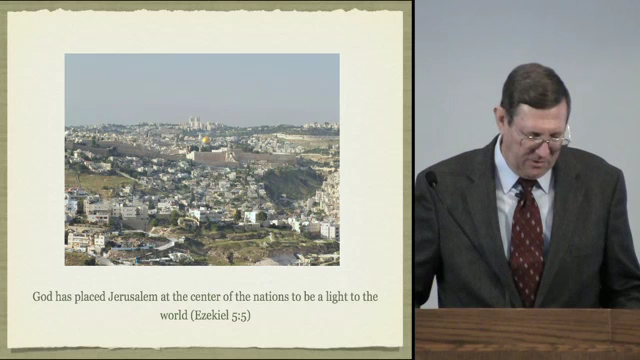 God has placed Jerusalem at the center of the nations to be a light to the
world (Ezekiel 5:5)